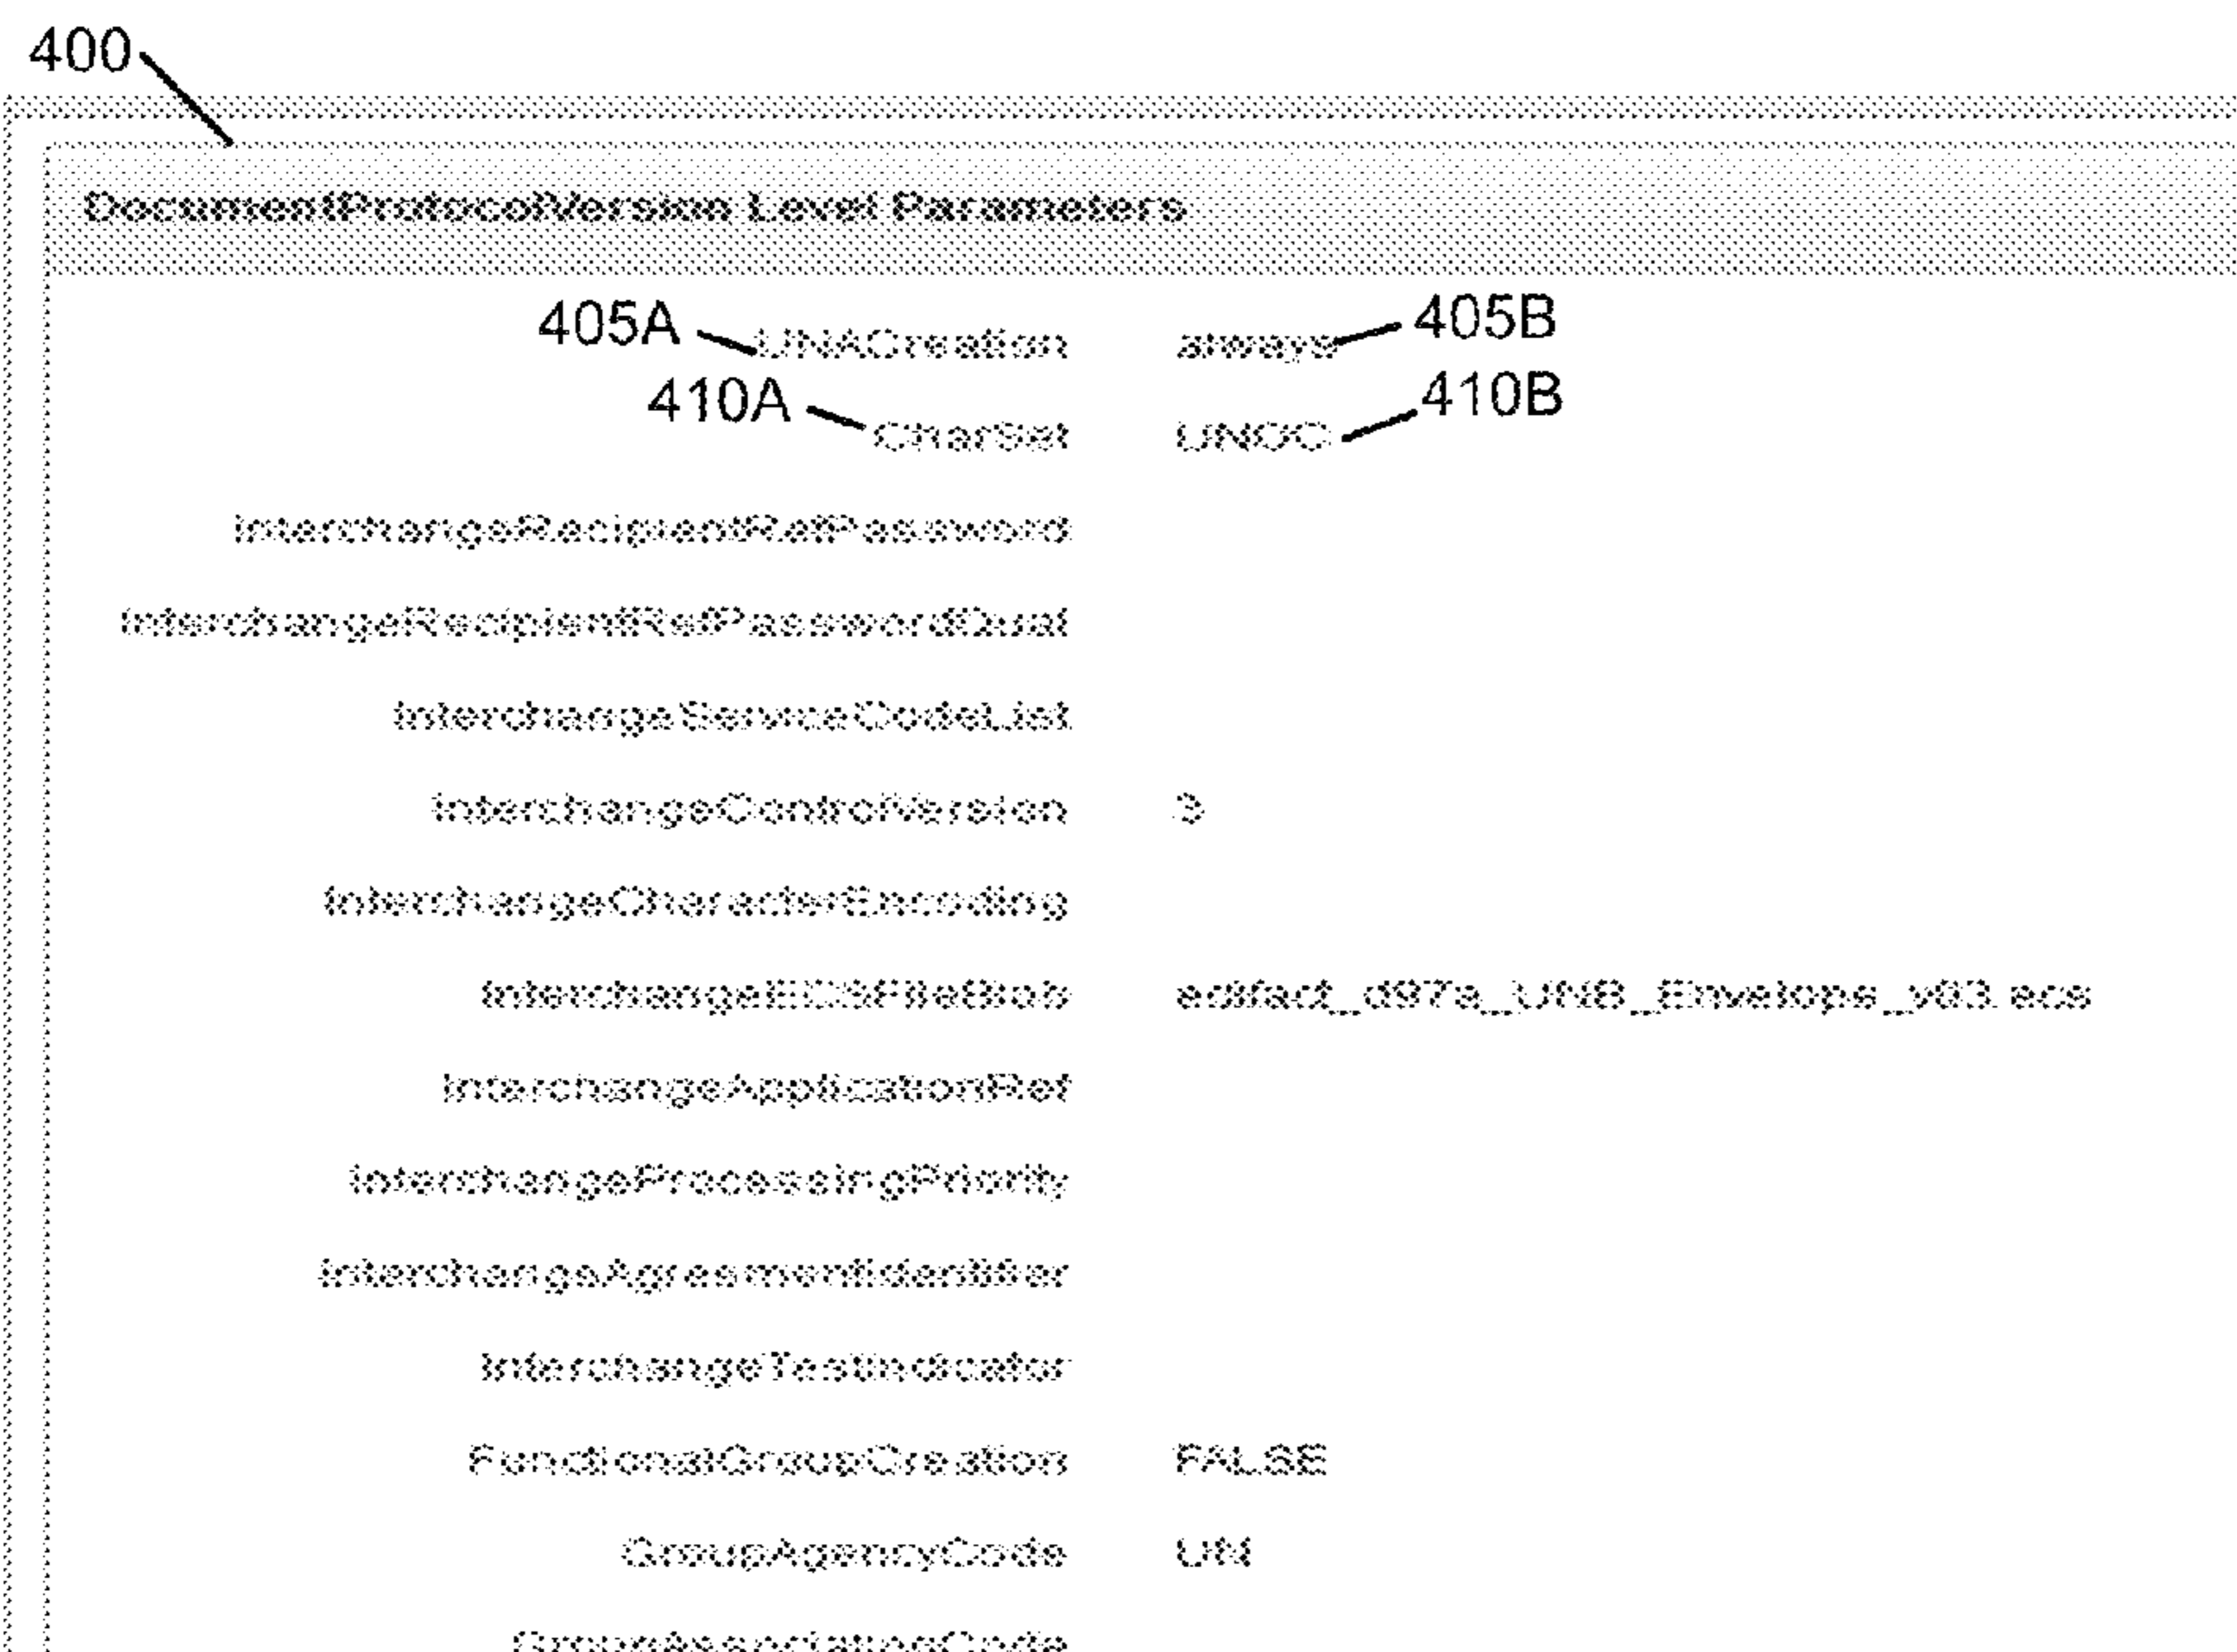 400
DocumentProtocolVersion Level Parameters
405A UNACreation always 405B
410A CharSet UNOC 410B
InterchangeRecipientRefPassword
InterchangeRecipientRefPasswordQual
InterchangeServiceCodeList
InterchangeControlVersion 3
InterchangeCharacterEncoding
InterchangeECSFileBlob edifact_d97a_UNB_Envelope_v03.ecs
InterchangeApplicationRef
InterchangeProcessingPriority
InterchangeAgreementIdentifier
InterchangeTestIndicator
FunctionalGroupCreation FALSE
GroupAgencyCode UN
GroupAssociationCode